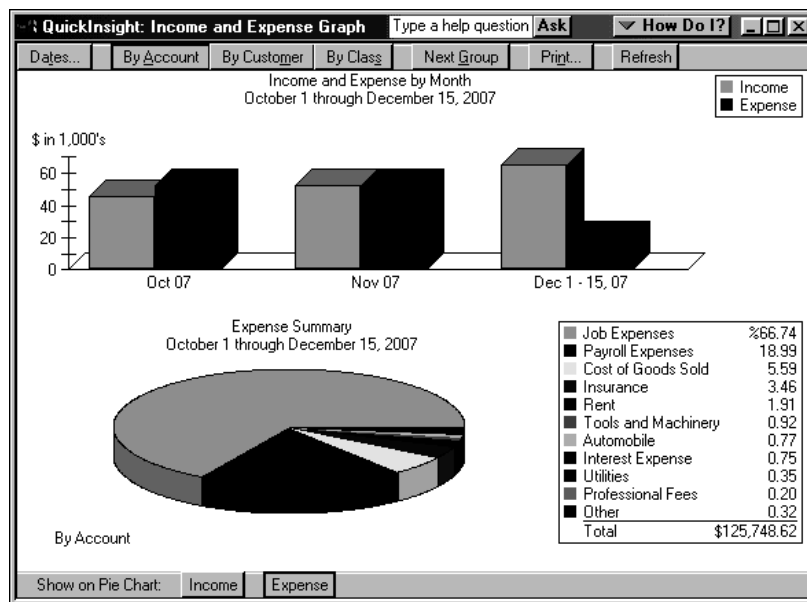 QuickInsight: Income and Expense Graph Type a help question Ask How Do I?
Dates... By Account By Customer By Class Next Group Print... Refresh
Income and Expense by Month
October 1 through December 15, 2007
Income
Expense
$ in 1,000's
60
40
20
0
Oct 07 Nov 07 Dec 1 - 15, 07
Expense Summary
October 1 through December 15, 2007
Job Expenses %66.74
Payroll Expenses 18.99
Cost of Goods Sold 5.59
Insurance 3.46
Rent 1.91
Tools and Machinery 0.92
Automobile 0.77
Interest Expense 0.75
Utilities 0.35
Professional Fees 0.20
Other 0.32
Total $125,748.62
By Account
Show on Pie Chart: Income Expense